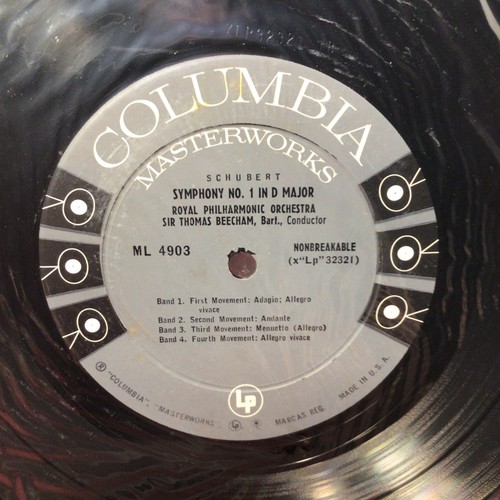 COLUMBIA
MASTERWORKS
SCHUBERT
SYMPHONY NO. 1 IN D MAJOR
ROYAL PHILHARMONIC ORCHESTRA
SIR THOMAS BEECHAM, Bart., Conductor
ML 4903
NONBREAKABLE
(x"Lp"32321)
Band 1. First Movement: Adagio; Allegro
vivace
Band 2. Second Movement: Andante
Band 3. Third Movement: Menuetto (Allegro)
Band 4. Fourth Movement: Allegro vivace
® "COLUMBIA", "MASTERWORKS", Lp MARCAS REG. MADE IN U.S.A.